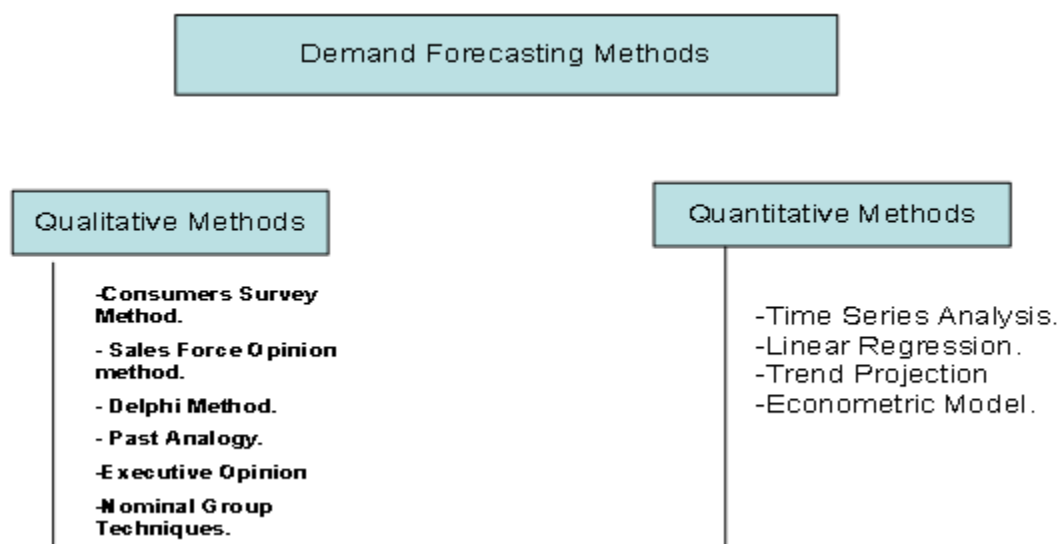 Demand Forecasting Methods
Qualitative Methods
-Consumers Survey
Method.
- Sales Force Opinion
method.
- Delphi Method.
- Past Analogy.
-Executive Opinion
-Nominal Group
Techniques.
Quantitative Methods
-Time Series Analysis.
-Linear Regression.
-Trend Projection
-Econometric Model.